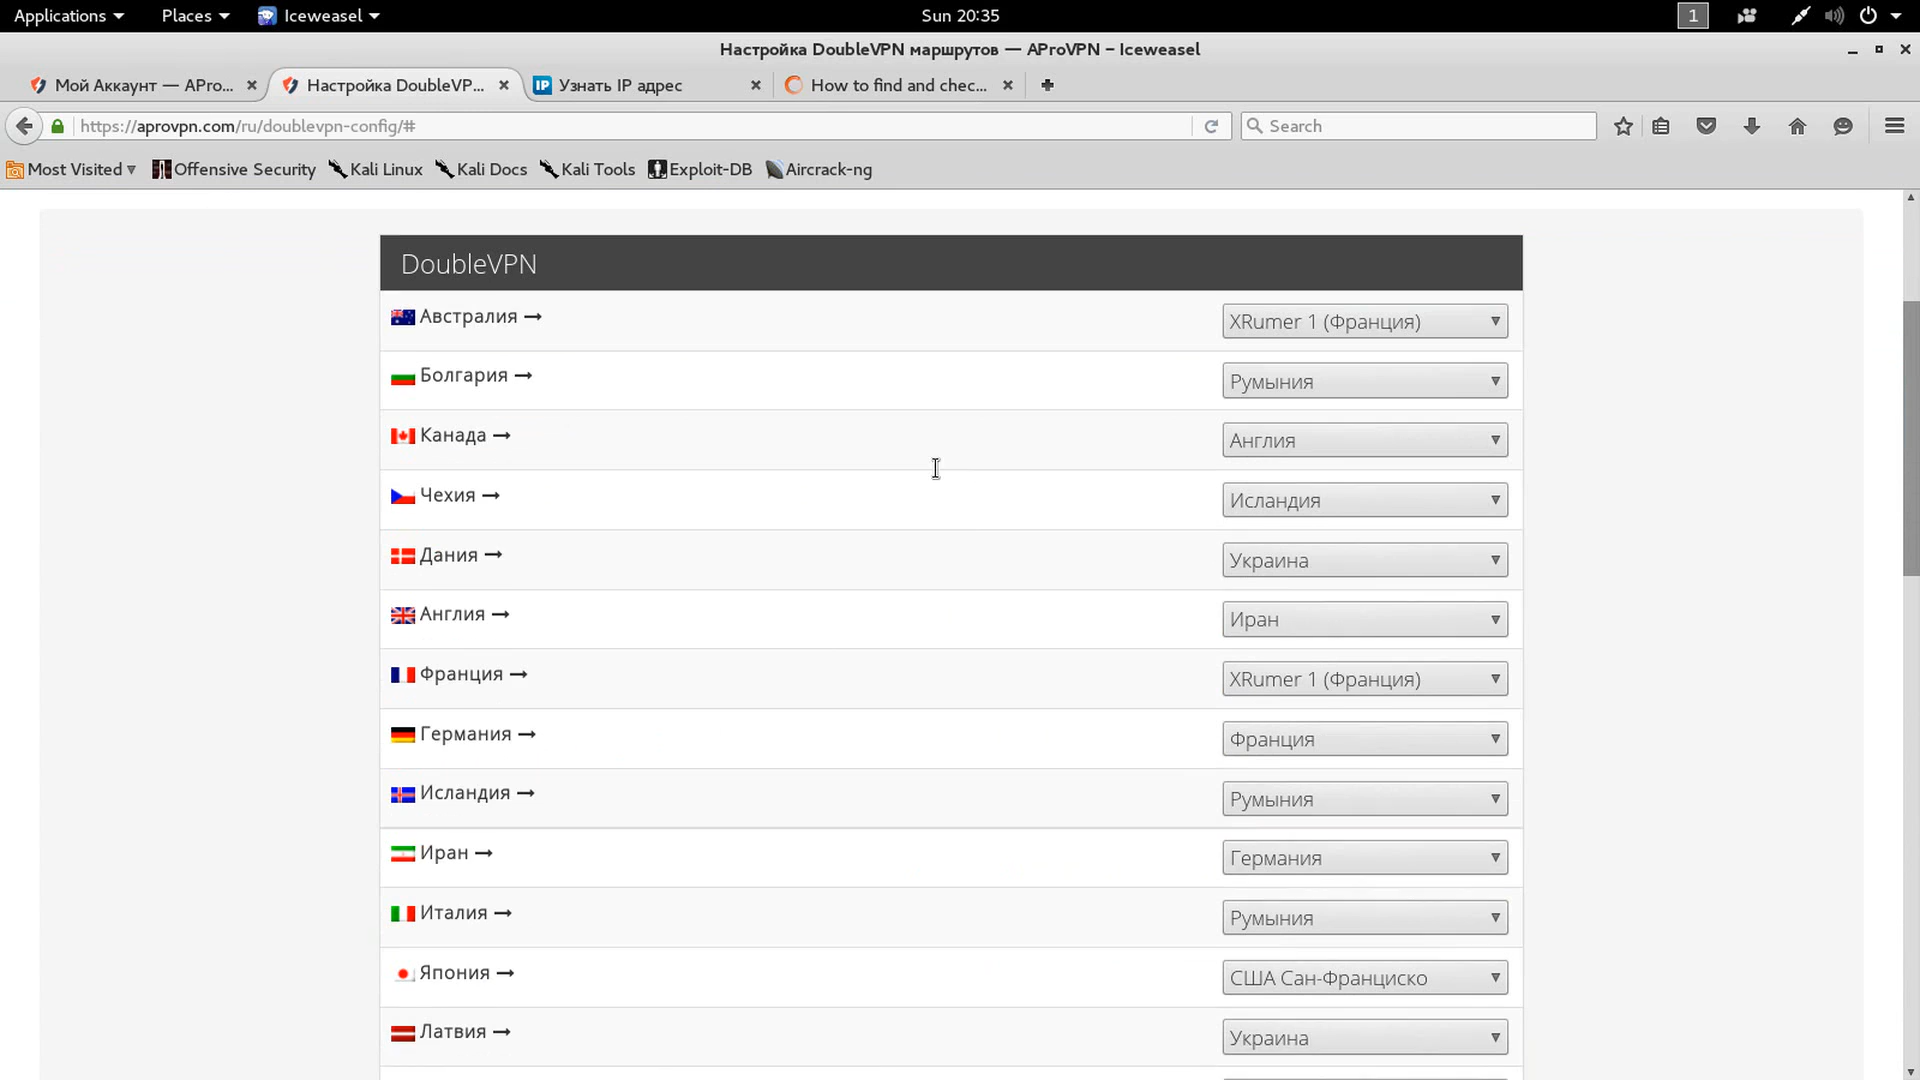 Applications Places Iceweasel Sun 20:35 1
Настройка DoubleVPN маршрутов — AProVPN – Iceweasel
Мой Аккаунт — APro... Настройка DoubleVP... IP Узнать IP адрес How to find and chec...
https://aprovpn.com/ru/doublevpn-config/# Search
Most Visited Offensive Security Kali Linux Kali Docs Kali Tools Exploit-DB Aircrack-ng
DoubleVPN
Австралия XRumer 1 (Франция)
Болгария Румыния
Канада Англия
Чехия Исландия
Дания Украина
Англия Иран
Франция XRumer 1 (Франция)
Германия Франция
Исландия Румыния
Иран Германия
Италия Румыния
Япония США Сан-Франциско
Латвия Украина